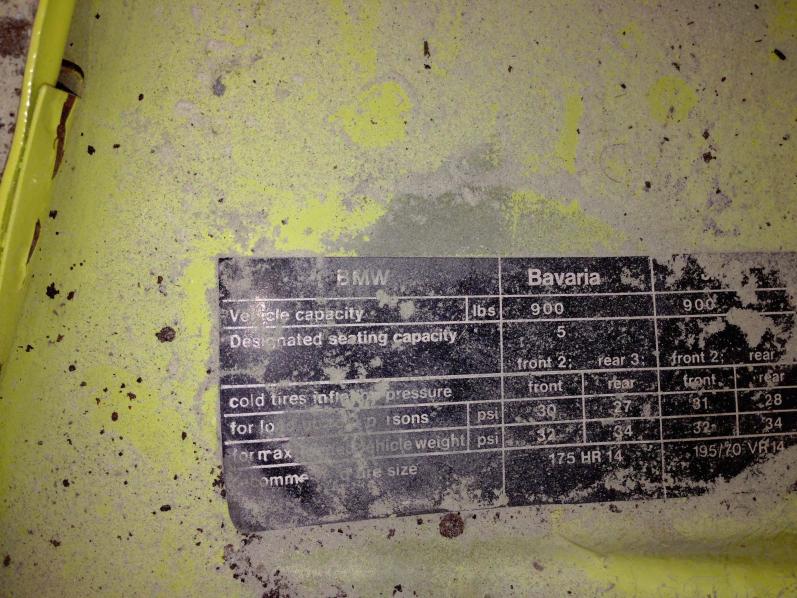 BMW Bavaria
Vehicle capacity lbs 900 900
Designated seating capacity 5
front 2; rear 3; front 2; rear
cold tires inflation pressure front rear front rear
for psi 30 27 31 28
for max vehicle weight psi 32 34 32 34
size 175 HR 14 195/70 VR 14